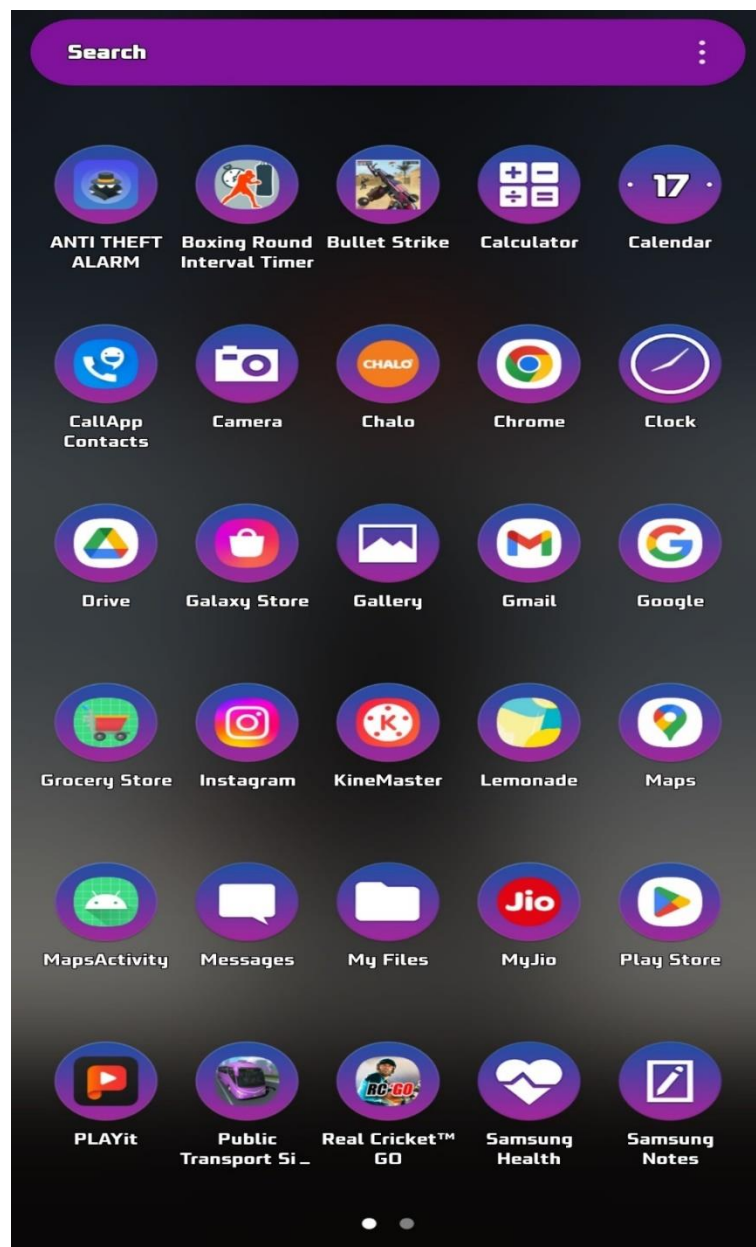 Search
17
ANTI THEFT
ALARM
Boxing Round
Interval Timer
Bullet Strike
Calculator
Calendar
CHALO
CallApp
Contacts
Camera
Chalo
Chrome
Clock
Drive
Galaxy Store
Gallery
Gmail
Google
K
Grocery Store
Instagram
KineMaster
Lemonade
Maps
Jio
MapsActivity
Messages
My Files
MyJio
Play Store
RC-GO
PLAYit
Public
Transport Si...
Real Cricket™
GO
Samsung
Health
Samsung
Notes